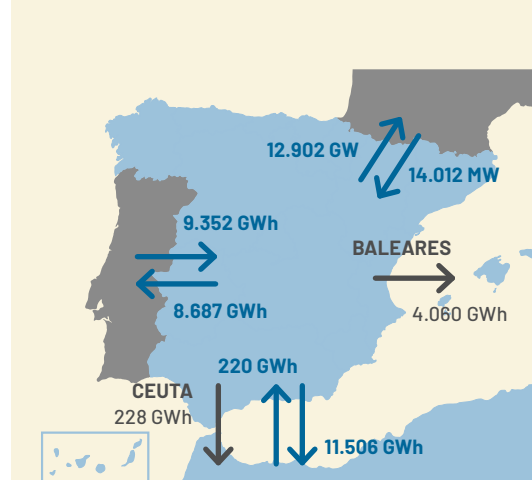 12.902 GW
14.012 MW
9.352 GWh
BALEARES
8.687 GWh
4.060 GWh
220 GWh
CEUTA
228 GWh
11.506 GWh